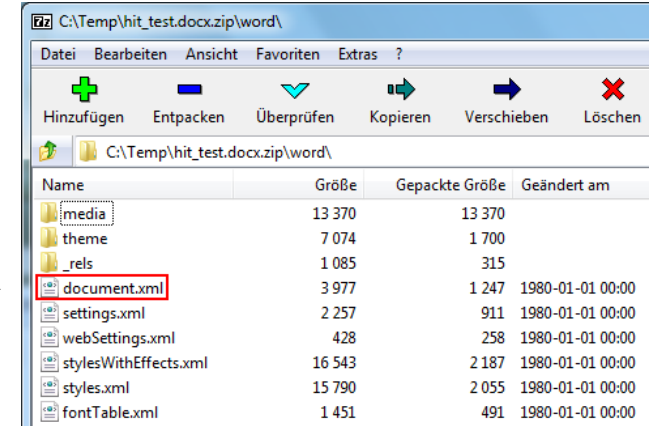 7z C:\Temp\hit_test.docx.zip\word\
Datei Bearbeiten Ansicht Favoriten Extras ?
Hinzufügen Entpacken Überprüfen Kopieren Verschieben Löschen
C:\Temp\hit_test.docx.zip\word\
Name Größe Gepackte Größe Geändert am
media 13 370 13 370
theme 7 074 1 700
_rels 1 085 315
document.xml 3 977 1 247 1980-01-01 00:00
settings.xml 2 257 911 1980-01-01 00:00
webSettings.xml 428 258 1980-01-01 00:00
stylesWithEffects.xml 16 543 2 187 1980-01-01 00:00
styles.xml 15 790 2 055 1980-01-01 00:00
fontTable.xml 1 451 491 1980-01-01 00:00